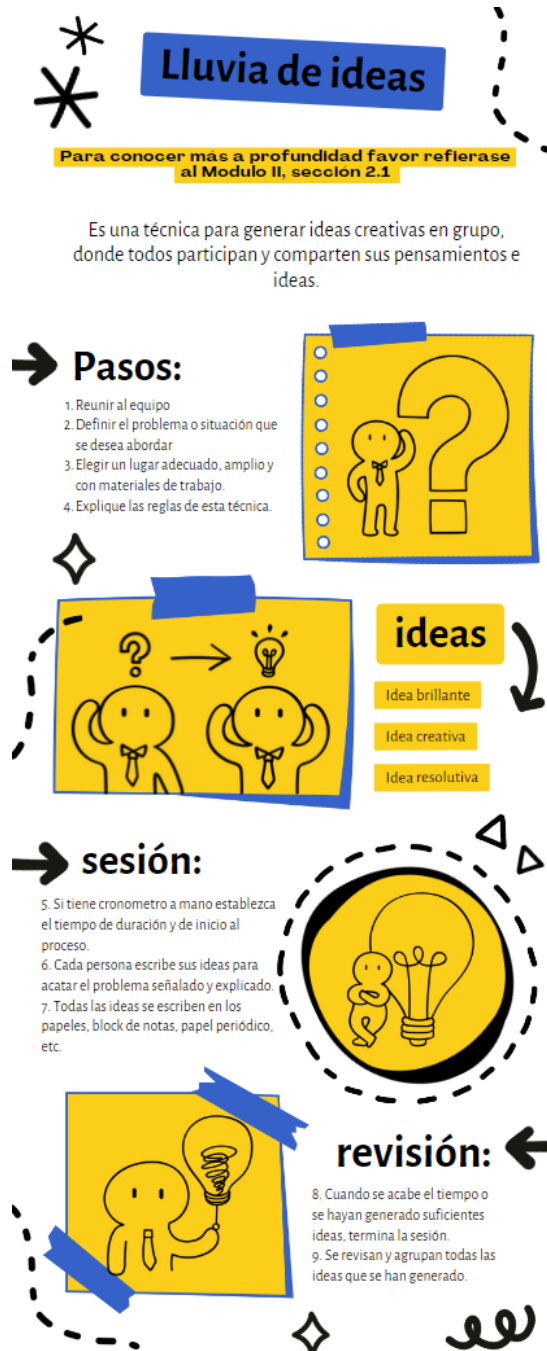 Lluvia de ideas
Para conocer más a profundidad favor refierase
al Modulo II, sección 2.1
Es una técnica para generar ideas creativas en grupo,
donde todos participan y comparten sus pensamientos e
ideas.
Pasos:
1. Reunir al equipo
2. Definir el problema o situación que
se desea abordar
3. Elegir un lugar adecuado, amplio y
con materiales de trabajo.
4. Explique las reglas de esta técnica.
ideas
Idea brillante
Idea creativa
Idea resolutiva
sesión:
5. Si tiene cronometro a mano establezca
el tiempo de duración y de inicio al
proceso.
6. Cada persona escribe sus ideas para
acatar el problema señalado y explicado.
7. Todas las ideas se escriben en los
papeles, block de notas, papel periódico,
etc.
revisión:
8. Cuando se acabe el tiempo o
se hayan generado suficientes
ideas, termina la sesión.
9. Se revisan y agrupan todas las
ideas que se han generado.